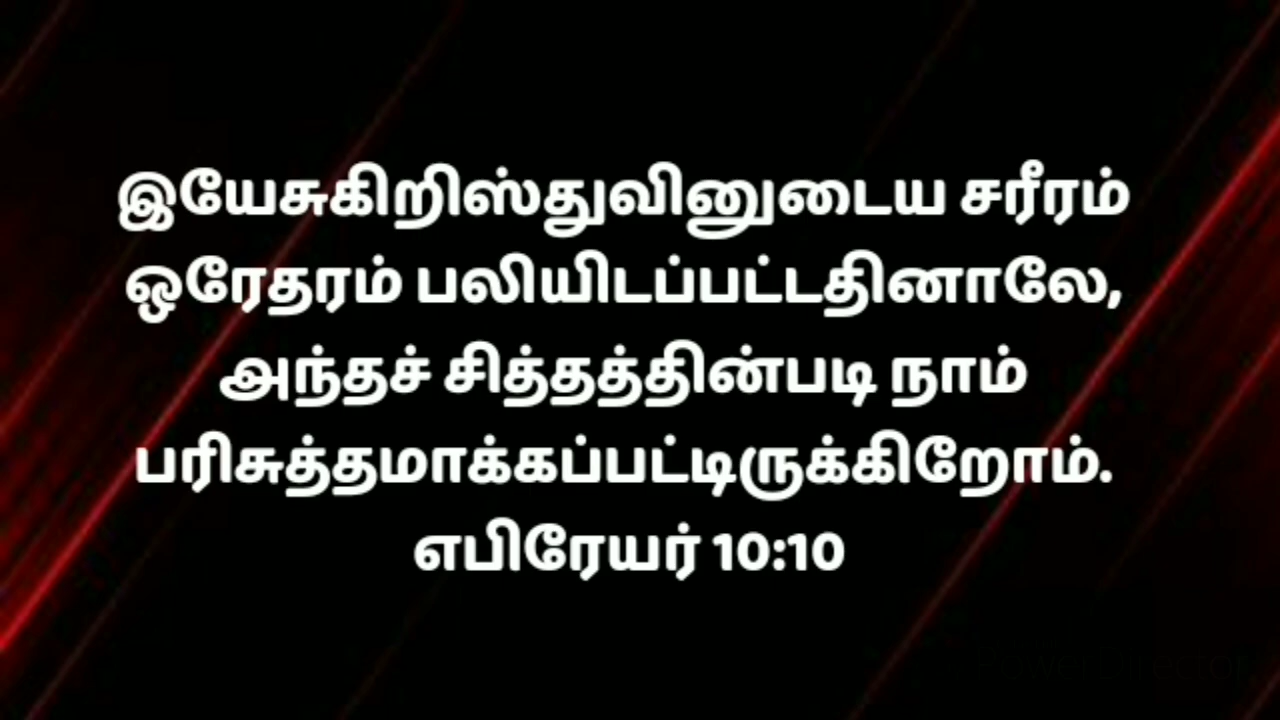 இயேசுகிறிஸ்துவினுடைய சரீரம்
ஒரேதரம் பலியிடப்பட்டதினாலே,
அந்தச் சித்தத்தின்படி நாம்
பரிசுத்தமாக்கப்பட்டிருக்கிறோம்.
எபிரேயர் 10:10
PowerDirector